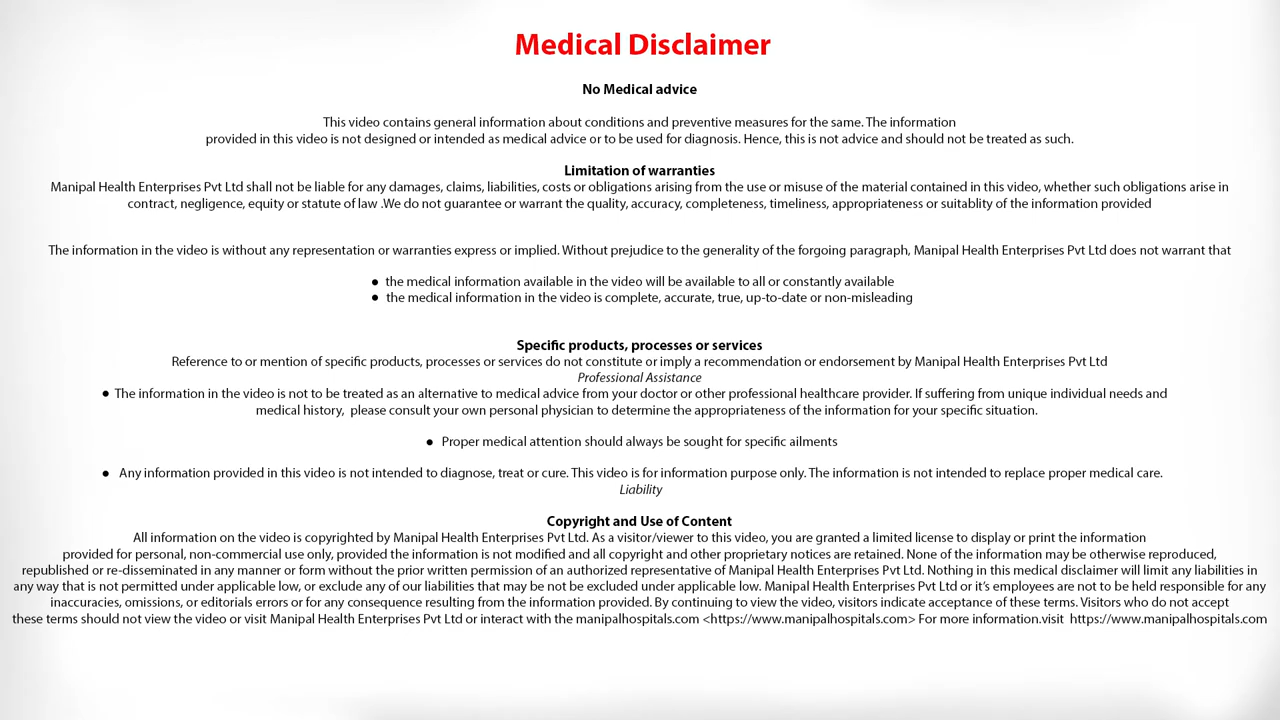 Medical Disclaimer
No Medical advice
This video contains general information about conditions and preventive measures for the same. The information
provided in this video is not designed or intended as medical advice or to be used for diagnosis. Hence, this is not advice and should not be treated as such.
Limitation of warranties
Manipal Health Enterprises Pvt Ltd shall not be liable for any damages, claims, liabilities, costs or obligations arising from the use or misuse of the material contained in this video, whether such obligations arise in
contract, negligence, equity or statute of law .We do not guarantee or warrant the quality, accuracy, completeness, timeliness, appropriateness or suitablity of the information provided
The information in the video is without any representation or warranties express or implied. Without prejudice to the generality of the forgoing paragraph, Manipal Health Enterprises Pvt Ltd does not warrant that
● the medical information available in the video will be available to all or constantly available
● the medical information in the video is complete, accurate, true, up-to-date or non-misleading
Specific products, processes or services
Reference to or mention of specific products, processes or services do not constitute or imply a recommendation or endorsement by Manipal Health Enterprises Pvt Ltd
Professional Assistance
● The information in the video is not to be treated as an alternative to medical advice from your doctor or other professional healthcare provider. If suffering from unique individual needs and
medical history, please consult your own personal physician to determine the appropriateness of the information for your specific situation.
● Proper medical attention should always be sought for specific ailments
● Any information provided in this video is not intended to diagnose, treat or cure. This video is for information purpose only. The information is not intended to replace proper medical care.
Liability
Copyright and Use of Content
All information on the video is copyrighted by Manipal Health Enterprises Pvt Ltd. As a visitor/viewer to this video, you are granted a limited license to display or print the information
provided for personal, non-commercial use only, provided the information is not modified and all copyright and other proprietary notices are retained. None of the information may be otherwise reproduced,
republished or re-disseminated in any manner or form without the prior written permission of an authorized representative of Manipal Health Enterprises Pvt Ltd. Nothing in this medical disclaimer will limit any liabilities in
any way that is not permitted under applicable low, or exclude any of our liabilities that may be not be excluded under applicable low. Manipal Health Enterprises Pvt Ltd or it's employees are not to be held responsible for any
inaccuracies, omissions, or editorials errors or for any consequence resulting from the information provided. By continuing to view the video, visitors indicate acceptance of these terms. Visitors who do not accept
these terms should not view the video or visit Manipal Health Enterprises Pvt Ltd or interact with the manipalhospitals.com <https://www.manipalhospitals.com> For more information.visit https://www.manipalhospitals.com